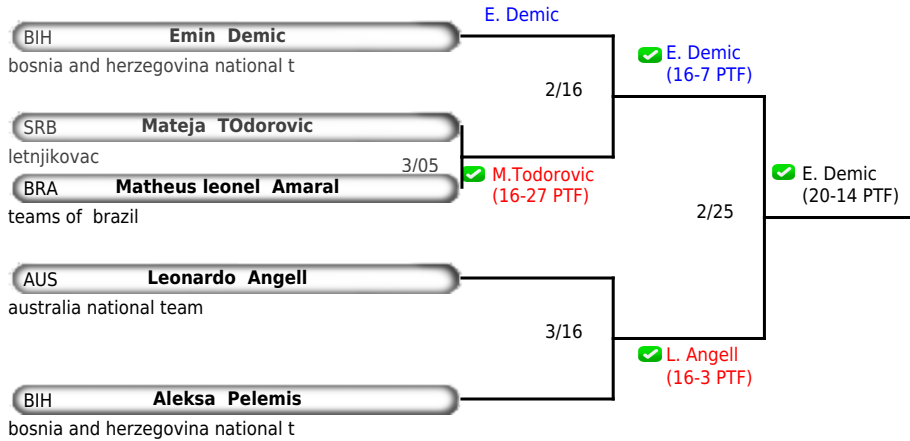 E. Demic
BIH Emin Demic
bosnia and herzegovina national t
E. Demic
(16-7 PTF)
2/16
SRB Mateja TOdorovic
letnjikovac
3/05
BRA Matheus leonel Amaral
teams of brazil
M.Todorovic
(16-27 PTF)
E. Demic
(20-14 PTF)
2/25
AUS Leonardo Angell
australia national team
3/16
L. Angell
(16-3 PTF)
BIH Aleksa Pelemis
bosnia and herzegovina national t